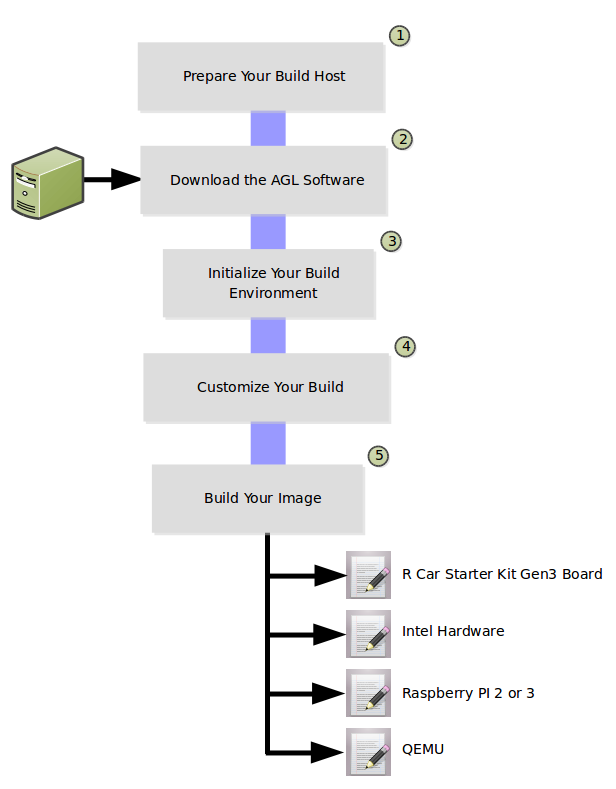 1
Prepare Your Build Host
2
Download the AGL Software
3
Initialize Your Build
Environment
4
Customize Your Build
5
Build Your Image
R Car Starter Kit Gen3 Board
Intel Hardware
Raspberry PI 2 or 3
QEMU